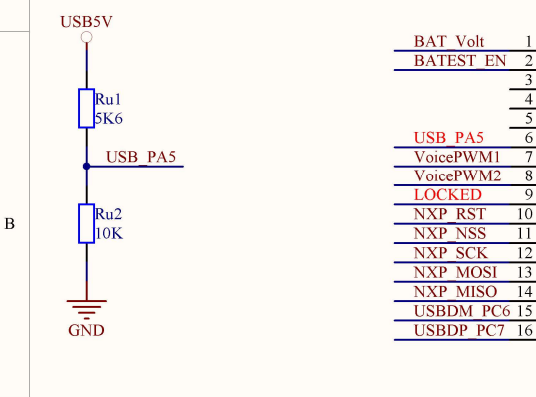 USB5V
Ru1
5K6
USB_PA5
Ru2
10K
GND
B
BAT_Volt 1
BATEST_EN 2
3
4
5
USB_PA5 6
VoicePWM1 7
VoicePWM2 8
LOCKED 9
NXP_RST 10
NXP_NSS 11
NXP_SCK 12
NXP_MOSI 13
NXP_MISO 14
USBDM_PC6 15
USBDP_PC7 16